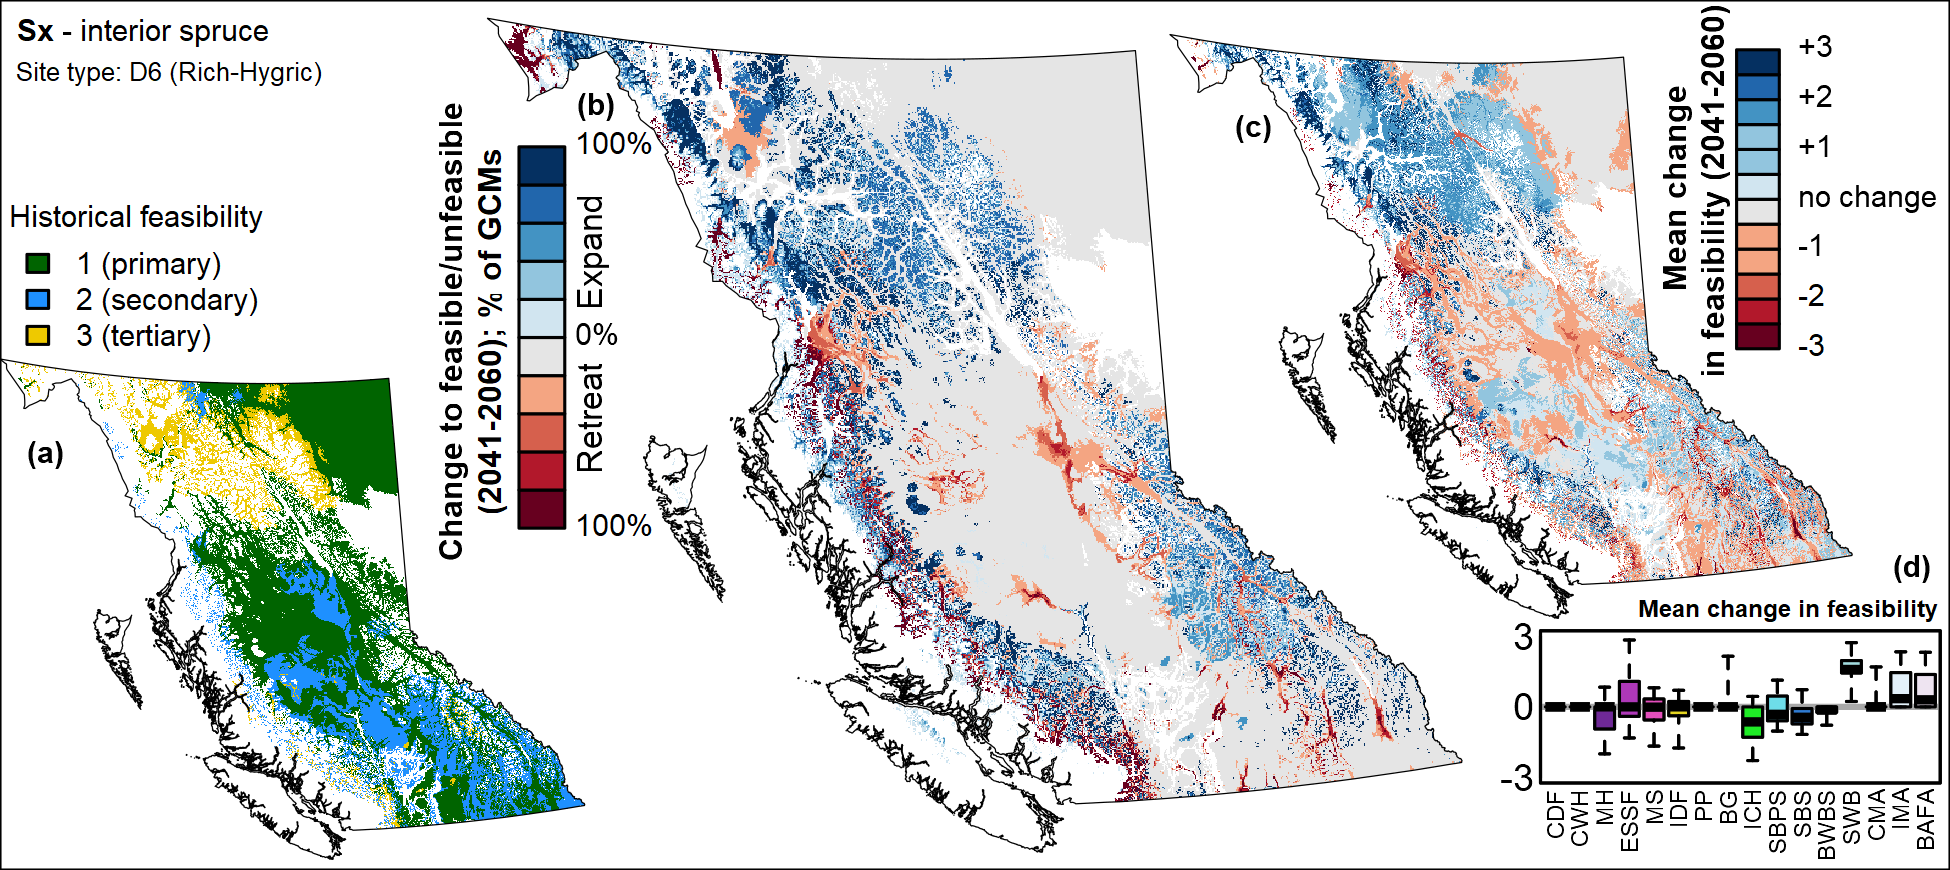 Sx - interior spruce
Site type: D6 (Rich-Hygric)
Historical feasibility
1 (primary)
2 (secondary)
3 (tertiary)
(a)
Change to feasible/unfeasible
(2041-2060); % of GCMs
100%
Expand
0%
Retreat
100%
(b)
(c)
Mean change
in feasibility (2041-2060)
+3
+2
+1
no change
-1
-2
-3
(d)
Mean change in feasibility
3
0
-3
CDF
CWH
MH
ESSF
MS
IDF
PP
BG
ICH
SBPS
SBS
BWBS
SWB
CMA
IMA
BAFA